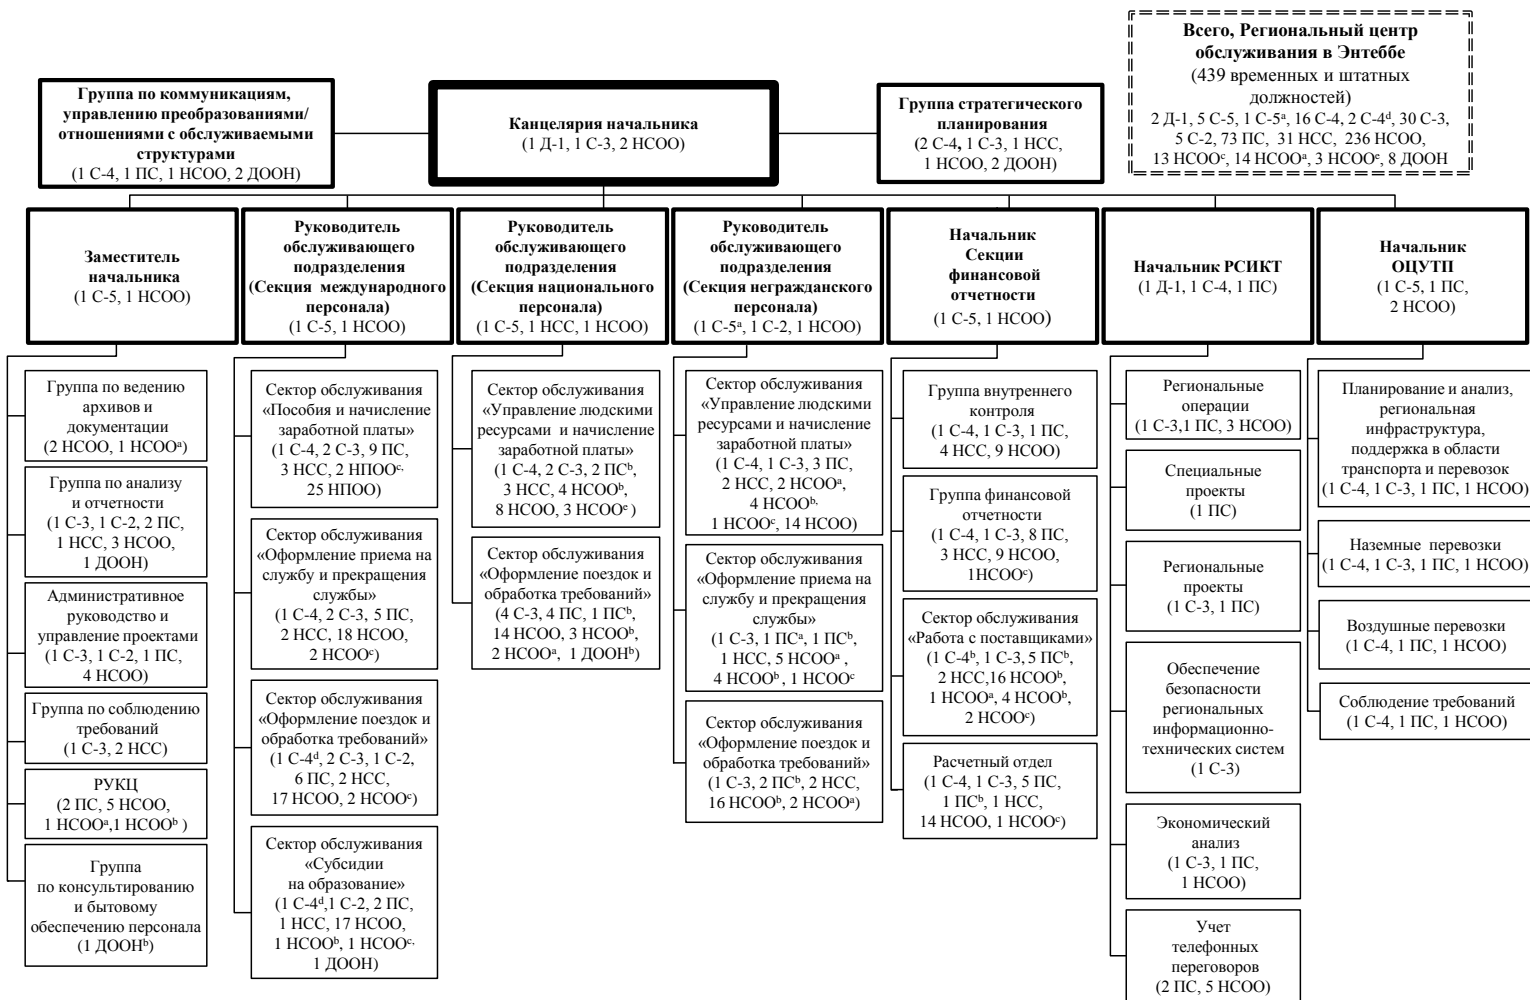 Всего, Региональный центр
обслуживания в Энтеббе
(439 временных и штатных
должностей)
2 Д-1, 5 С-5, 1 С-5ᵃ, 16 С-4, 2 С-4ᵈ, 30 С-3,
5 С-2, 73 ПС, 31 НСС, 236 НСОО,
13 НСООᶜ, 14 НСООᵃ, 3 НСООᵉ, 8 ДООН
Группа по коммуникациям,
управлению преобразованиями/
отношениями с обслуживаемыми
структурами
(1 С-4, 1 ПС, 1 НСОО, 2 ДООН)
Канцелярия начальника
(1 Д-1, 1 С-3, 2 НСОО)
Группа стратегического
планирования
(2 С-4, 1 С-3, 1 НСС,
1 НСОО, 2 ДООН)
Заместитель
начальника
(1 С-5, 1 НСОО)
Руководитель
обслуживающего
подразделения
(Секция международного
персонала)
(1 С-5, 1 НСОО)
Руководитель
обслуживающего
подразделения
(Секция национального
персонала)
(1 С-5, 1 НСС, 1 НСОО)
Руководитель
обслуживающего
подразделения
(Секция негражданского
персонала)
(1 С-5ᵃ, 1 С-2, 1 НСОО)
Начальник
Секции
финансовой
отчетности
(1 С-5, 1 НСОО)
Начальник РСИКТ
(1 Д-1, 1 С-4, 1 ПС)
Начальник
ОЦУТП
(1 С-5, 1 ПС,
2 НСОО)
Группа по ведению
архивов и
документации
(2 НСОО, 1 НСООᵃ)
Группа по анализу
и отчетности
(1 С-3, 1 С-2, 2 ПС,
1 НСС, 3 НСОО,
1 ДООН)
Административное
руководство и
управление проектами
(1 С-3, 1 С-2, 1 ПС,
4 НСОО)
Группа по соблюдению
требований
(1 С-3, 2 НСС)
РУКЦ
(2 ПС, 5 НСОО,
1 НСООᵃ,1 НСООᵇ )
Группа
по консультированию
и бытовому
обеспечению персонала
(1 ДООНᵇ)
Сектор обслуживания
«Пособия и начисление
заработной платы»
(1 С-4, 2 С-3, 9 ПС,
3 НСС, 2 НПООᶜ,
25 НПОО)
Сектор обслуживания
«Оформление приема на
службу и прекращения
службы»
(1 С-4, 2 С-3, 5 ПС,
2 НСС, 18 НСОО,
2 НСООᶜ)
Сектор обслуживания
«Оформление поездок и
обработка требований»
(1 С-4ᵈ, 2 С-3, 1 С-2,
6 ПС, 2 НСС,
17 НСОО, 2 НСООᶜ)
Сектор обслуживания
«Субсидии
на образование»
(1 С-4ᵈ,1 С-2, 2 ПС,
1 НСС, 17 НСОО,
1 НСООᵇ, 1 НСООᶜ,
1 ДООН)
Сектор обслуживания
«Управление людскими
ресурсами и начисление
заработной платы»
(1 С-4, 2 С-3, 2 ПСᵇ,
3 НСС, 4 НСООᵇ,
8 НСОО, 3 НСООᵉ)
Сектор обслуживания
«Оформление поездок и
обработка требований»
(4 С-3, 4 ПС, 1 ПСᵇ,
14 НСОО, 3 НСООᵇ,
2 НСООᵃ, 1 ДООНᵇ)
Сектор обслуживания
«Управление людскими
ресурсами и начисление
заработной платы»
(1 С-4, 1 С-3, 3 ПС,
2 НСС, 2 НСООᵃ,
4 НСООᵇ,
1 НСООᶜ, 14 НСОО)
Сектор обслуживания
«Оформление приема на
службу и прекращения
службы»
(1 С-3, 1 ПСᵃ, 1 ПСᵇ,
1 НСС, 5 НСООᵃ ,
4 НСООᵇ, 1 НСООᶜ
Сектор обслуживания
«Оформление поездок и
обработка требований»
(1 С-3, 2 ПСᵇ, 2 НСС,
16 НСООᵇ, 2 НСООᵃ)
Группа внутреннего
контроля
(1 С-4, 1 С-3, 1 ПС,
4 НСС, 9 НСОО)
Группа финансовой
отчетности
(1 С-4, 1 С-3, 8 ПС,
3 НСС, 9 НСОО,
1НСООᶜ)
Сектор обслуживания
«Работа с поставщиками»
(1 С-4ᵇ, 1 С-3, 5 ПСᵇ,
2 НСС,16 НСООᵇ,
1 НСООᵃ, 4 НСООᵇ,
2 НСООᶜ)
Расчетный отдел
(1 С-4, 1 С-3, 5 ПС,
1 ПСᵇ, 1 НСС,
14 НСОО, 1 НСООᶜ)
Региональные
операции
(1 С-3,1 ПС, 3 НСОО)
Специальные
проекты
(1 ПС)
Региональные
проекты
(1 С-3, 1 ПС)
Обеспечение
безопасности
региональных
информационно-
технических систем
(1 С-3)
Экономический
анализ
(1 С-3, 1 ПС,
1 НСОО)
Учет
телефонных
переговоров
(2 ПС, 5 НСОО)
Планирование и анализ,
региональная
инфраструктура,
поддержка в области
транспорта и перевозок
(1 С-4, 1 С-3, 1 ПС, 1 НСОО)
Наземные перевозки
(1 С-4, 1 С-3, 1 ПС, 1 НСОО)
Воздушные перевозки
(1 С-4, 1 ПС, 1 НСОО)
Соблюдение требований
(1 С-4, 1 ПС, 1 НСОО)